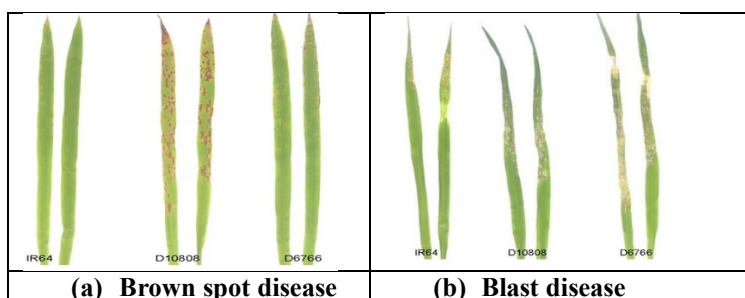 IR64 D10808 D6766
IR64 D10808 D6766
(a) Brown spot disease
(b) Blast disease